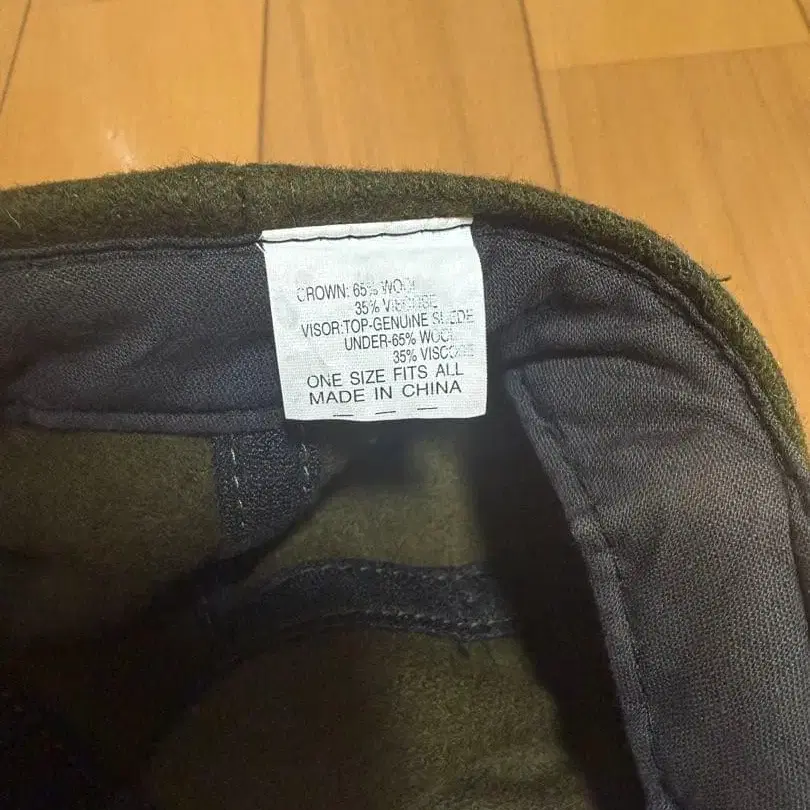 CROWN: 65% WOOL
35% VISCOSE
VISOR:TOP-GENUINE SUEDE
UNDER-65% WOOL
35% VISCOSE
ONE SIZE FITS ALL
MADE IN CHINA